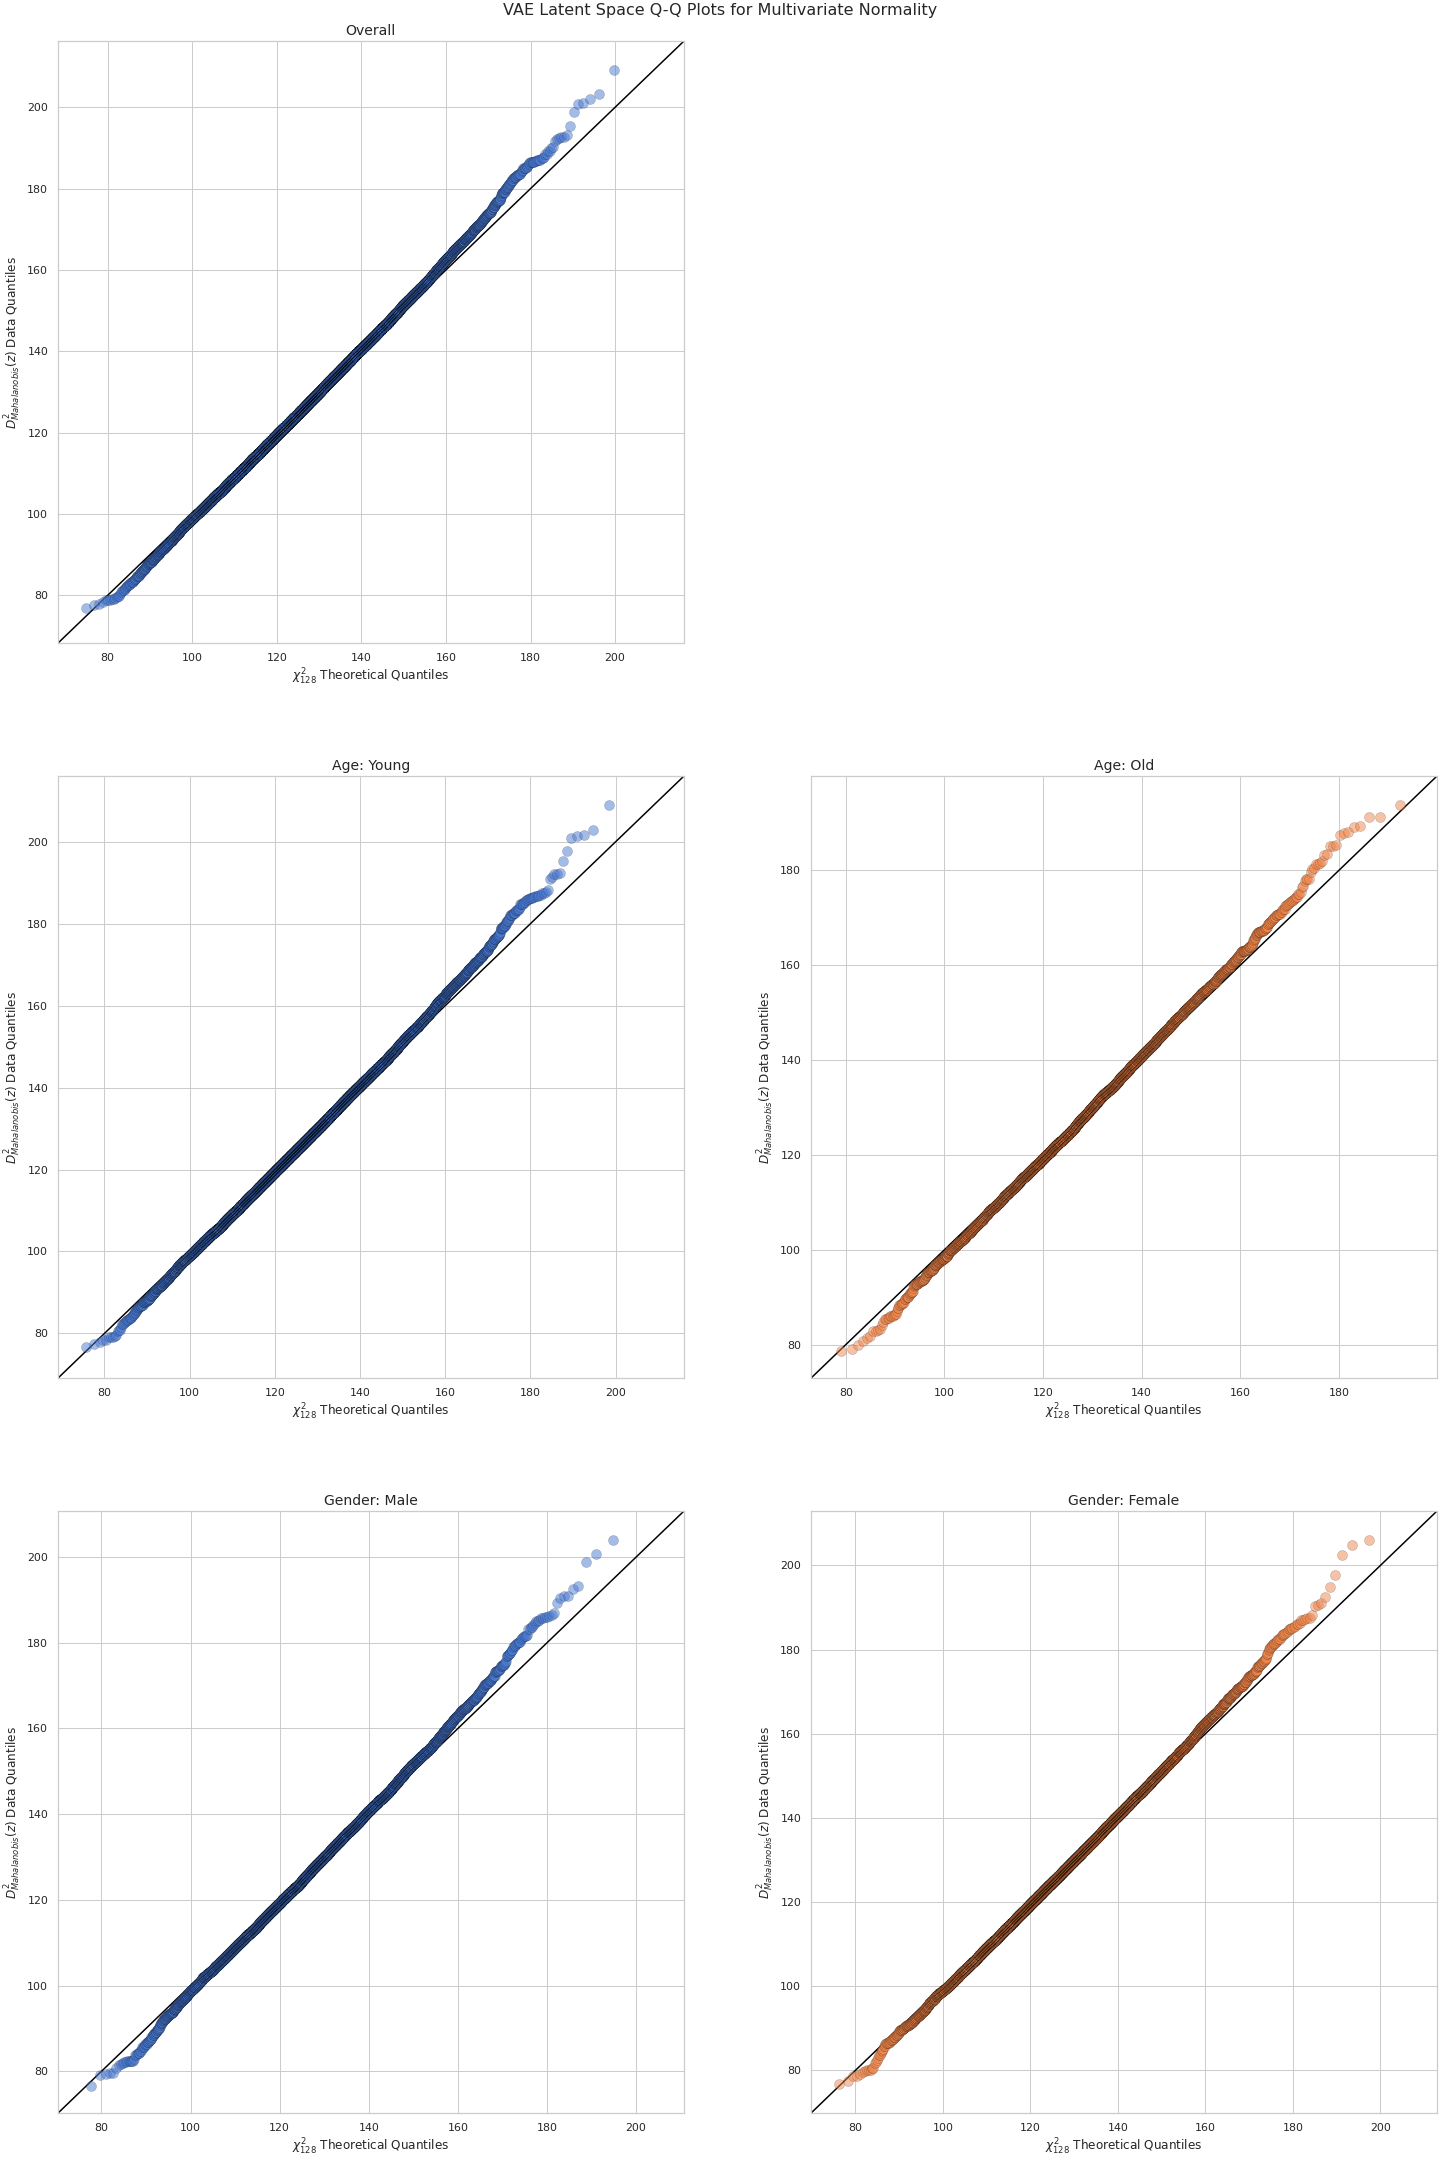 VAE Latent Space Q-Q Plots for Multivariate Normality
Overall
200
180
160
140
120
100
80
D²Mahalanobis(z) Data Quantiles
80 100 120 140 160 180 200
χ²128 Theoretical Quantiles
Age: Young
200
180
160
140
120
100
80
D²Mahalanobis(z) Data Quantiles
80 100 120 140 160 180 200
χ²128 Theoretical Quantiles
Age: Old
180
160
140
120
100
80
D²Mahalanobis(z) Data Quantiles
80 100 120 140 160 180
χ²128 Theoretical Quantiles
Gender: Male
200
180
160
140
120
100
80
D²Mahalanobis(z) Data Quantiles
80 100 120 140 160 180 200
χ²128 Theoretical Quantiles
Gender: Female
200
180
160
140
120
100
80
D²Mahalanobis(z) Data Quantiles
80 100 120 140 160 180 200
χ²128 Theoretical Quantiles